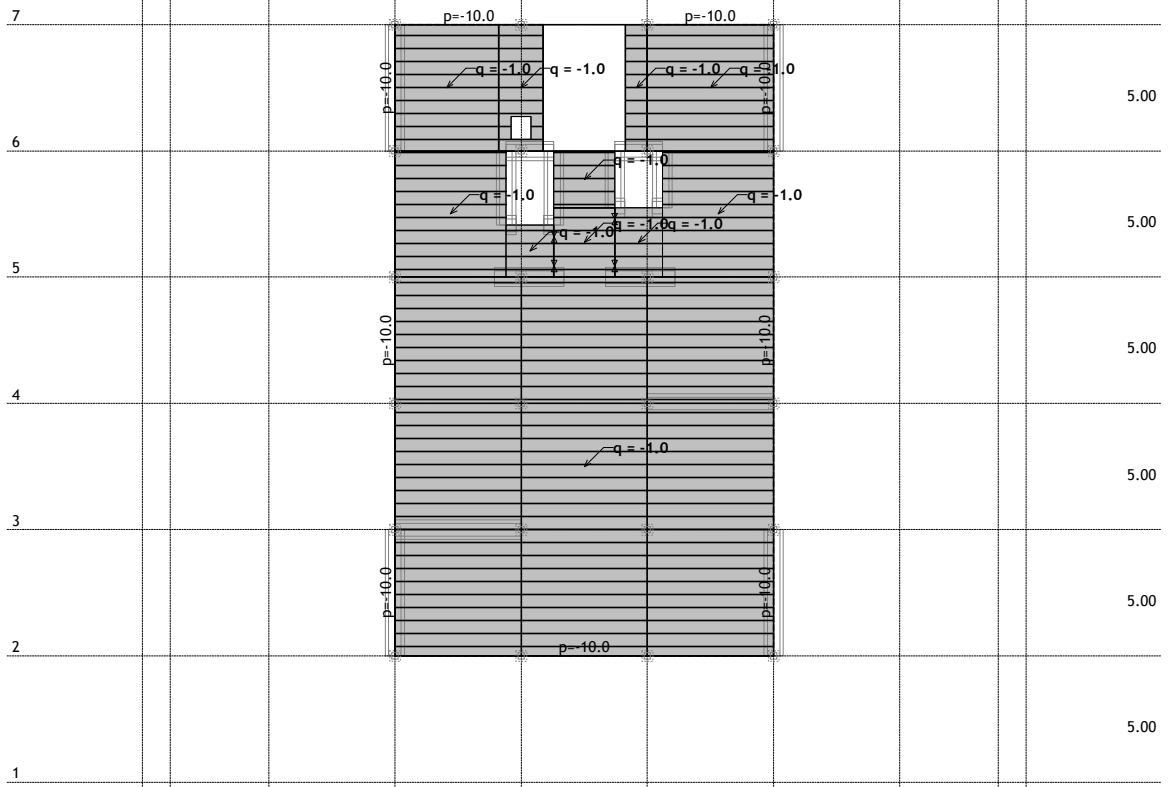 7
p=-10.0
p=-10.0
p=-10.0
q = -1.0
q = -1.0
q = -1.0
q = -1.0
p=-10.0
5.00
6
q = -1.0
q = -1.0
q = -1.0
5.00
q = -1.0
q = -1.0
q = -1.0
5
p=-10.0
p=-10.0
5.00
4
q = -1.0
5.00
3
p=-10.0
p=-10.0
5.00
2
p=-10.0
5.00
1